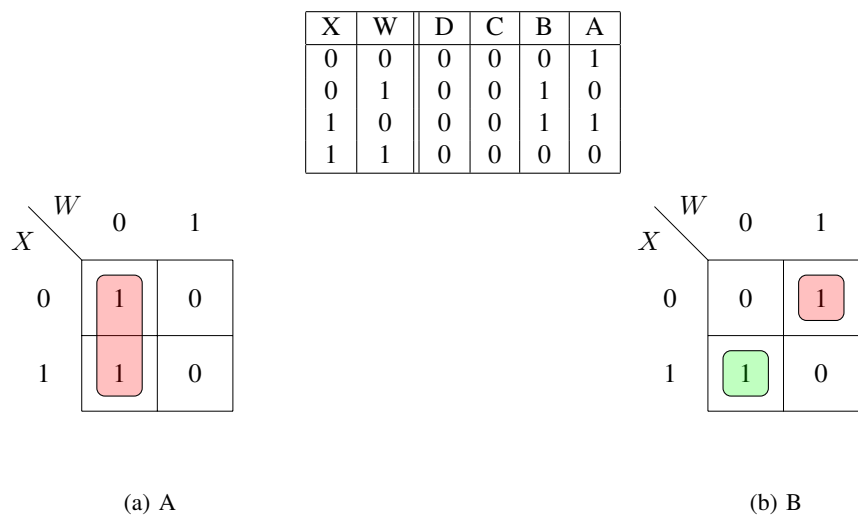 X W D C B A
0 0 0 0 0 1
0 1 0 0 1 0
1 0 0 0 1 1
1 1 0 0 0 0
W
X
0 1
0 1 0
1 1 0
(a) A
W
X
0 1
0 0 1
1 1 0
(b) B